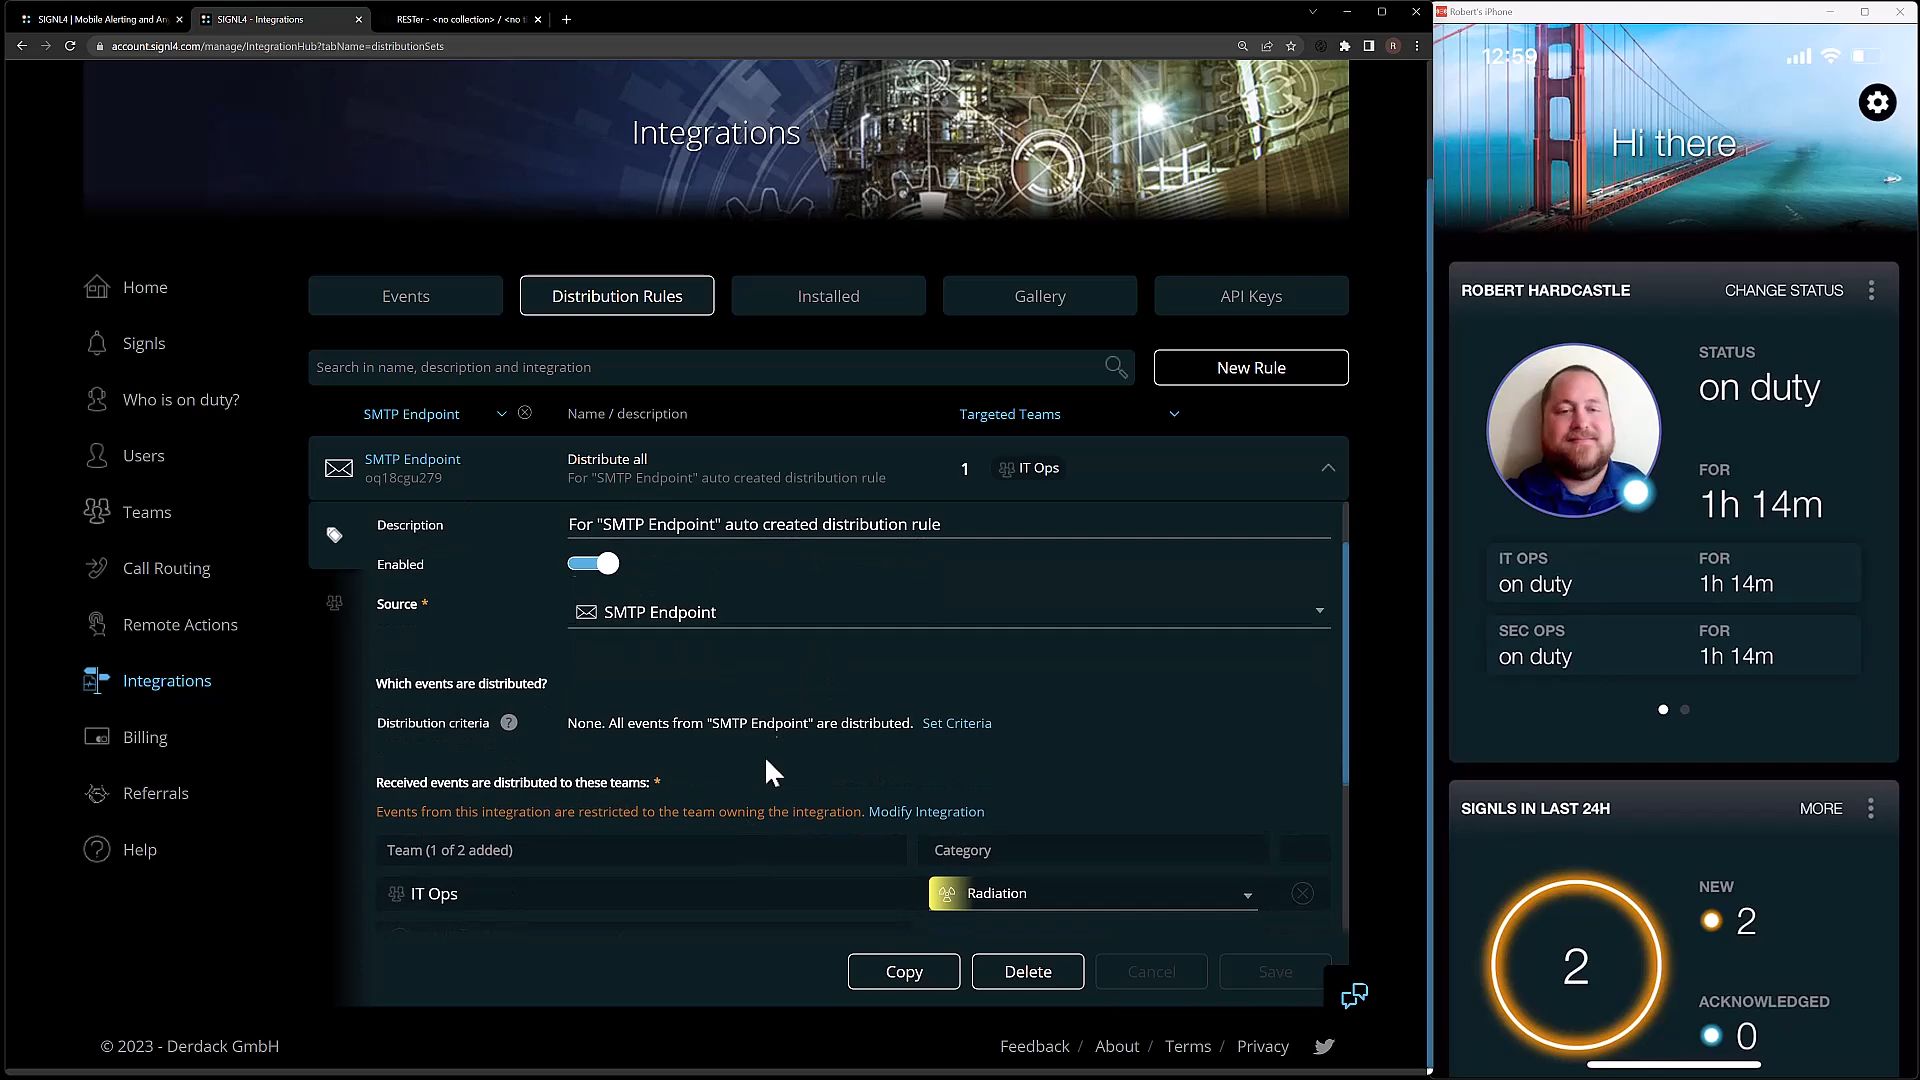 SIGNL4 | Mobile Alerting and An
SIGNL4 - Integrations
RESTer - <no collection> / <no t
account.signl4.com/manage/IntegrationHub?tabName=distributionSets
R
Integrations
Home
Signls
Who is on duty?
Users
Teams
Call Routing
Remote Actions
Integrations
Billing
Referrals
Help
Events
Distribution Rules
Installed
Gallery
API Keys
Search in name, description and integration
New Rule
SMTP Endpoint
Name / description
Targeted Teams
SMTP Endpoint
oq18cgu279
Distribute all
For "SMTP Endpoint" auto created distribution rule
1
IT Ops
Description
For "SMTP Endpoint" auto created distribution rule
Enabled
Source *
SMTP Endpoint
Which events are distributed?
Distribution criteria ?
None. All events from "SMTP Endpoint" are distributed. Set Criteria
Received events are distributed to these teams: *
Events from this integration are restricted to the team owning the integration. Modify Integration
Team (1 of 2 added)
Category
IT Ops
Radiation
Copy
Delete
Cancel
Save
© 2023 - Derdack GmbH
Feedback / About / Terms / Privacy
Robert's iPhone
12:59
Hi there
ROBERT HARDCASTLE
CHANGE STATUS
STATUS
on duty
FOR
1h 14m
IT OPS
FOR
on duty
1h 14m
SEC OPS
FOR
on duty
1h 14m
SIGNLS IN LAST 24H
MORE
2
NEW
2
ACKNOWLEDGED
0